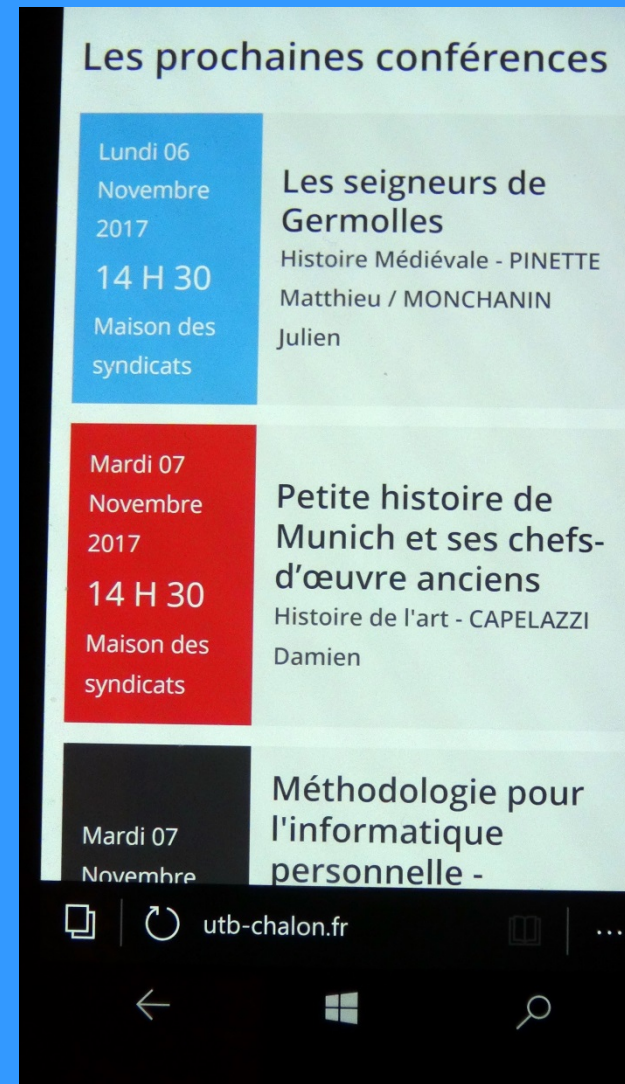 Les prochaines conférences
Lundi 06
Novembre
2017
14 H 30
Maison des
syndicats
Les seigneurs de
Germolles
Histoire Médiévale - PINETTE
Matthieu / MONCHANIN
Julien
Mardi 07
Novembre
2017
14 H 30
Maison des
syndicats
Petite histoire de
Munich et ses chefs-
d’œuvre anciens
Histoire de l'art - CAPELAZZI
Damien
Mardi 07
Novembre
Méthodologie pour
l'informatique
personnelle -
utb-chalon.fr